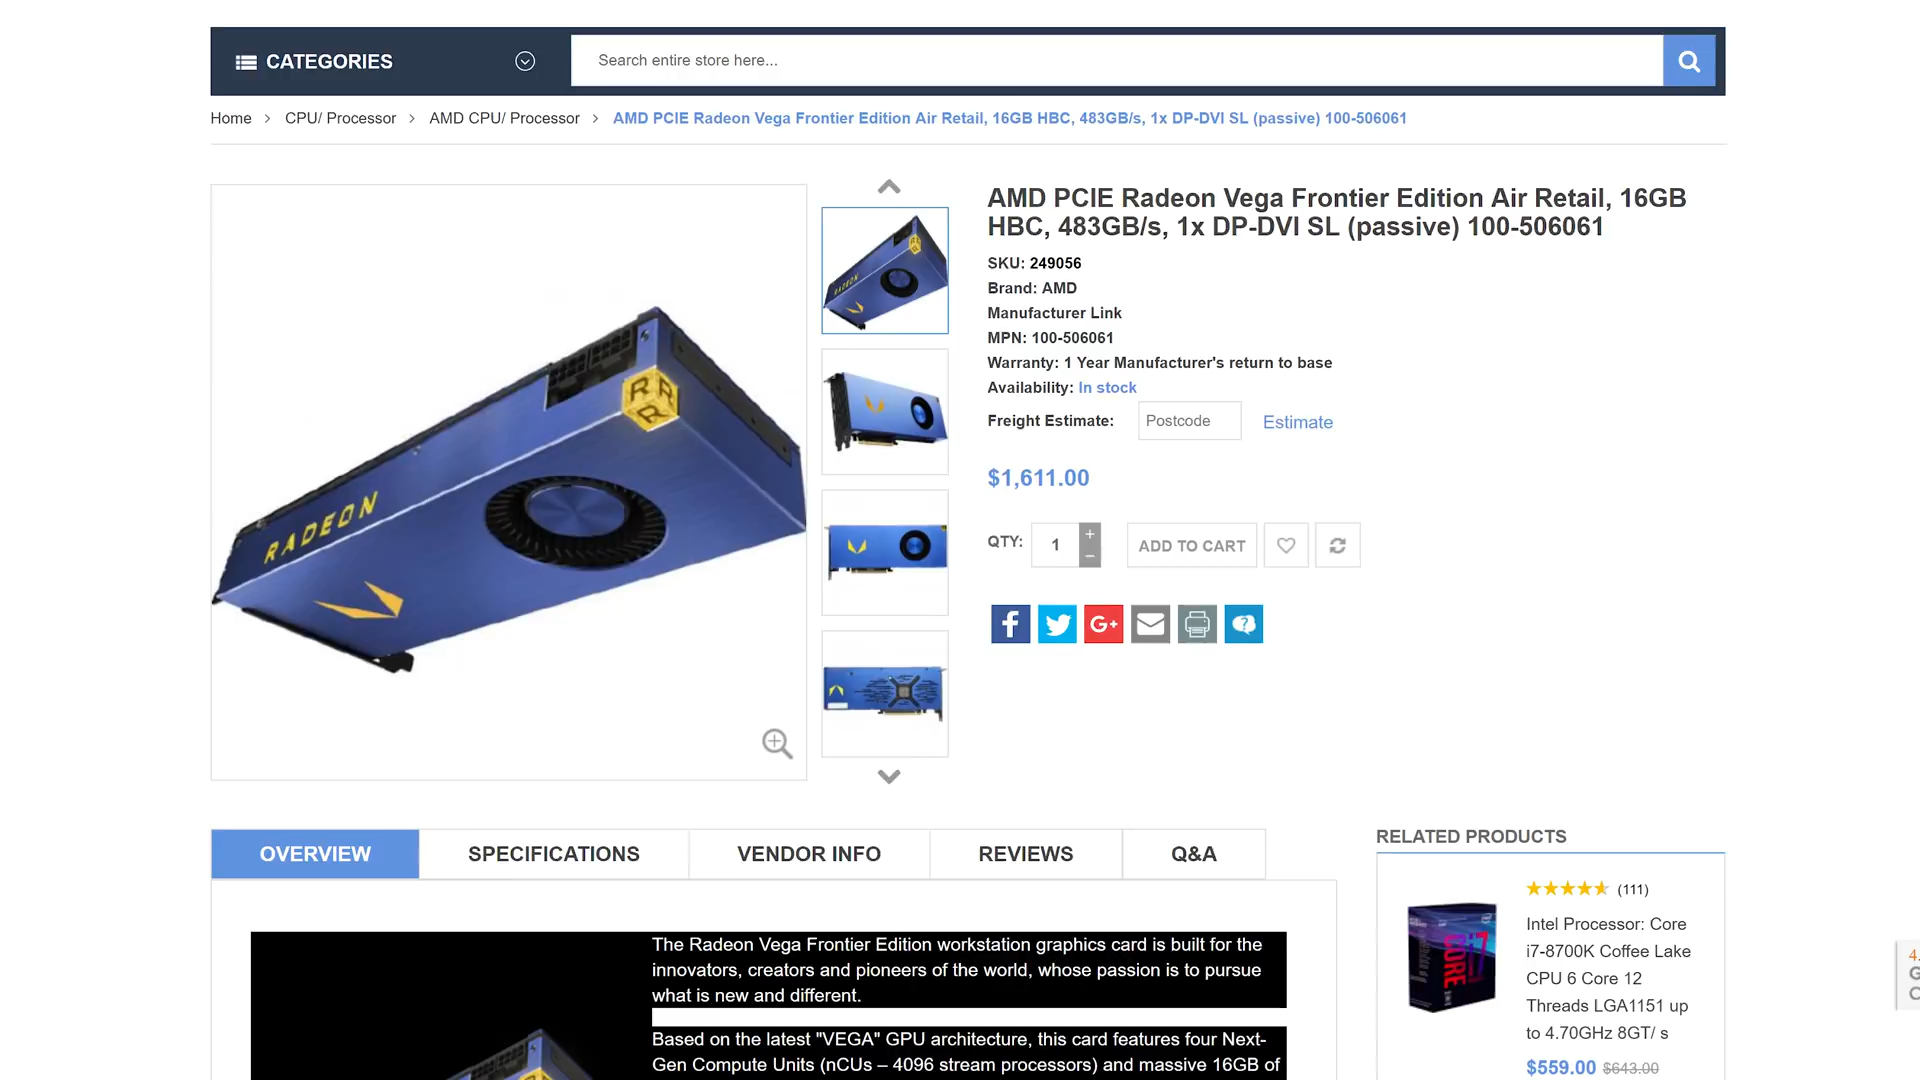 CATEGORIES
Search entire store here...
Home > CPU/ Processor > AMD CPU/ Processor > AMD PCIE Radeon Vega Frontier Edition Air Retail, 16GB HBC, 483GB/s, 1x DP-DVI SL (passive) 100-506061
AMD PCIE Radeon Vega Frontier Edition Air Retail, 16GB
HBC, 483GB/s, 1x DP-DVI SL (passive) 100-506061
SKU: 249056
Brand: AMD
Manufacturer Link
MPN: 100-506061
Warranty: 1 Year Manufacturer's return to base
Availability: In stock
Freight Estimate: Postcode Estimate
$1,611.00
QTY: 1 + − ADD TO CART
RADEON
R R R
OVERVIEW SPECIFICATIONS VENDOR INFO REVIEWS Q&A
The Radeon Vega Frontier Edition workstation graphics card is built for the
innovators, creators and pioneers of the world, whose passion is to pursue
what is new and different.
Based on the latest "VEGA" GPU architecture, this card features four Next-
Gen Compute Units (nCUs – 4096 stream processors) and massive 16GB of
RELATED PRODUCTS
(111)
Intel Processor: Core
i7-8700K Coffee Lake
CPU 6 Core 12
Threads LGA1151 up
to 4.70GHz 8GT/ s
$559.00 $643.00
CORE i7